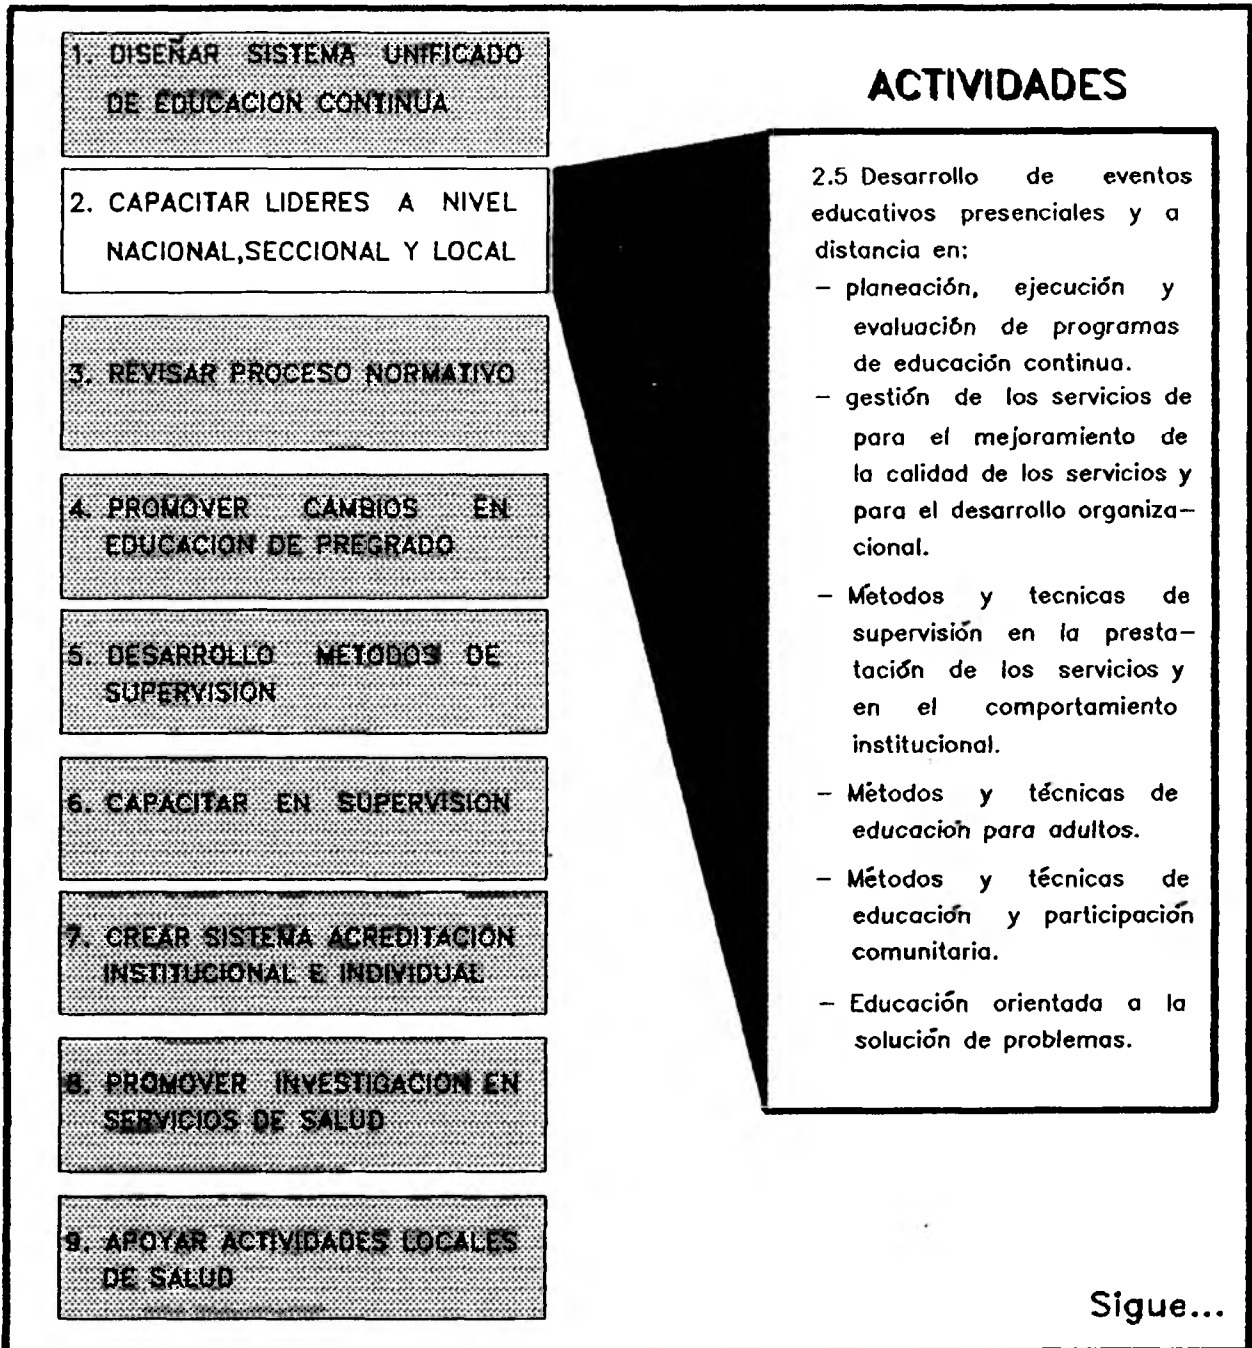 1. DISEÑAR SISTEMA UNIFICADO
DE EDUCACION CONTINUA
2. CAPACITAR LIDERES A NIVEL
NACIONAL,SECCIONAL Y LOCAL
3. REVISAR PROCESO NORMATIVO
4. PROMOVER CAMBIOS EN
EDUCACION DE PREGRADO
5. DESARROLLO METODOS DE
SUPERVISION
6. CAPACITAR EN SUPERVISION
7. CREAR SISTEMA ACREDITACION
INSTITUCIONAL E INDIVIDUAL
8. PROMOVER INVESTIGACION EN
SERVICIOS DE SALUD
9. APOYAR ACTIVIDADES LOCALES
DE SALUD
ACTIVIDADES
2.5 Desarrollo de eventos
educativos presenciales y a
distancia en:
— planeación, ejecución y
evaluación de programas
de educación continua.
— gestión de los servicios de
para el mejoramiento de
la calidad de los servicios y
para el desarrollo organiza—
cional.
— Métodos y tecnicas de
supervisión en la presta—
tación de los servicios y
en el comportamiento
institucional.
— Métodos y técnicas de
educación para adultos.
— Métodos y técnicas de
educación y participación
comunitaria.
— Educación orientada a la
solución de problemas.
Sigue...